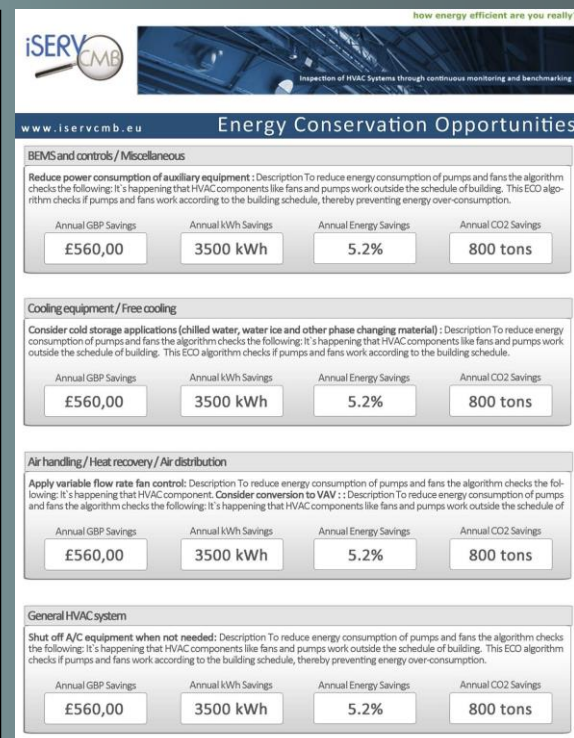 how energy efficient are you really
iSERV
CMB
Inspection of HVAC Systems through continuous monitoring and benchmarking
www.iservcmb.eu
Energy Conservation Opportunities
BEMS and controls / Miscellaneous
Reduce power consumption of auxiliary equipment : Description To reduce energy consumption of pumps and fans the algorithm
checks the following: It`s happening that HVAC components like fans and pumps work outside the schedule of building. This ECO algo-
rithm checks if pumps and fans work according to the building schedule, thereby preventing energy over-consumption.
Annual GBP Savings Annual kWh Savings Annual Energy Savings Annual CO2 Savings
£560,00 3500 kWh 5.2% 800 tons
Cooling equipment / Free cooling
Consider cold storage applications (chilled water, water ice and other phase changing material) : Description To reduce energy
consumption of pumps and fans the algorithm checks the following: It`s happening that HVAC components like fans and pumps work
outside the schedule of building. This ECO algorithm checks if pumps and fans work according to the building schedule.
Annual GBP Savings Annual kWh Savings Annual Energy Savings Annual CO2 Savings
£560,00 3500 kWh 5.2% 800 tons
Air handling / Heat recovery / Air distribution
Apply variable flow rate fan control: Description To reduce energy consumption of pumps and fans the algorithm checks the fol-
lowing: It`s happening that HVAC component. Consider conversion to VAV : : Description To reduce energy consumption of pumps
and fans the algorithm checks the following: It`s happening that HVAC components like fans and pumps work outside the schedule of
Annual GBP Savings Annual kWh Savings Annual Energy Savings Annual CO2 Savings
£560,00 3500 kWh 5.2% 800 tons
General HVAC system
Shut off A/C equipment when not needed: Description To reduce energy consumption of pumps and fans the algorithm checks
the following: It`s happening that HVAC components like fans and pumps work outside the schedule of building. This ECO algorithm
checks if pumps and fans work according to the building schedule, thereby preventing energy over-consumption.
Annual GBP Savings Annual kWh Savings Annual Energy Savings Annual CO2 Savings
£560,00 3500 kWh 5.2% 800 tons